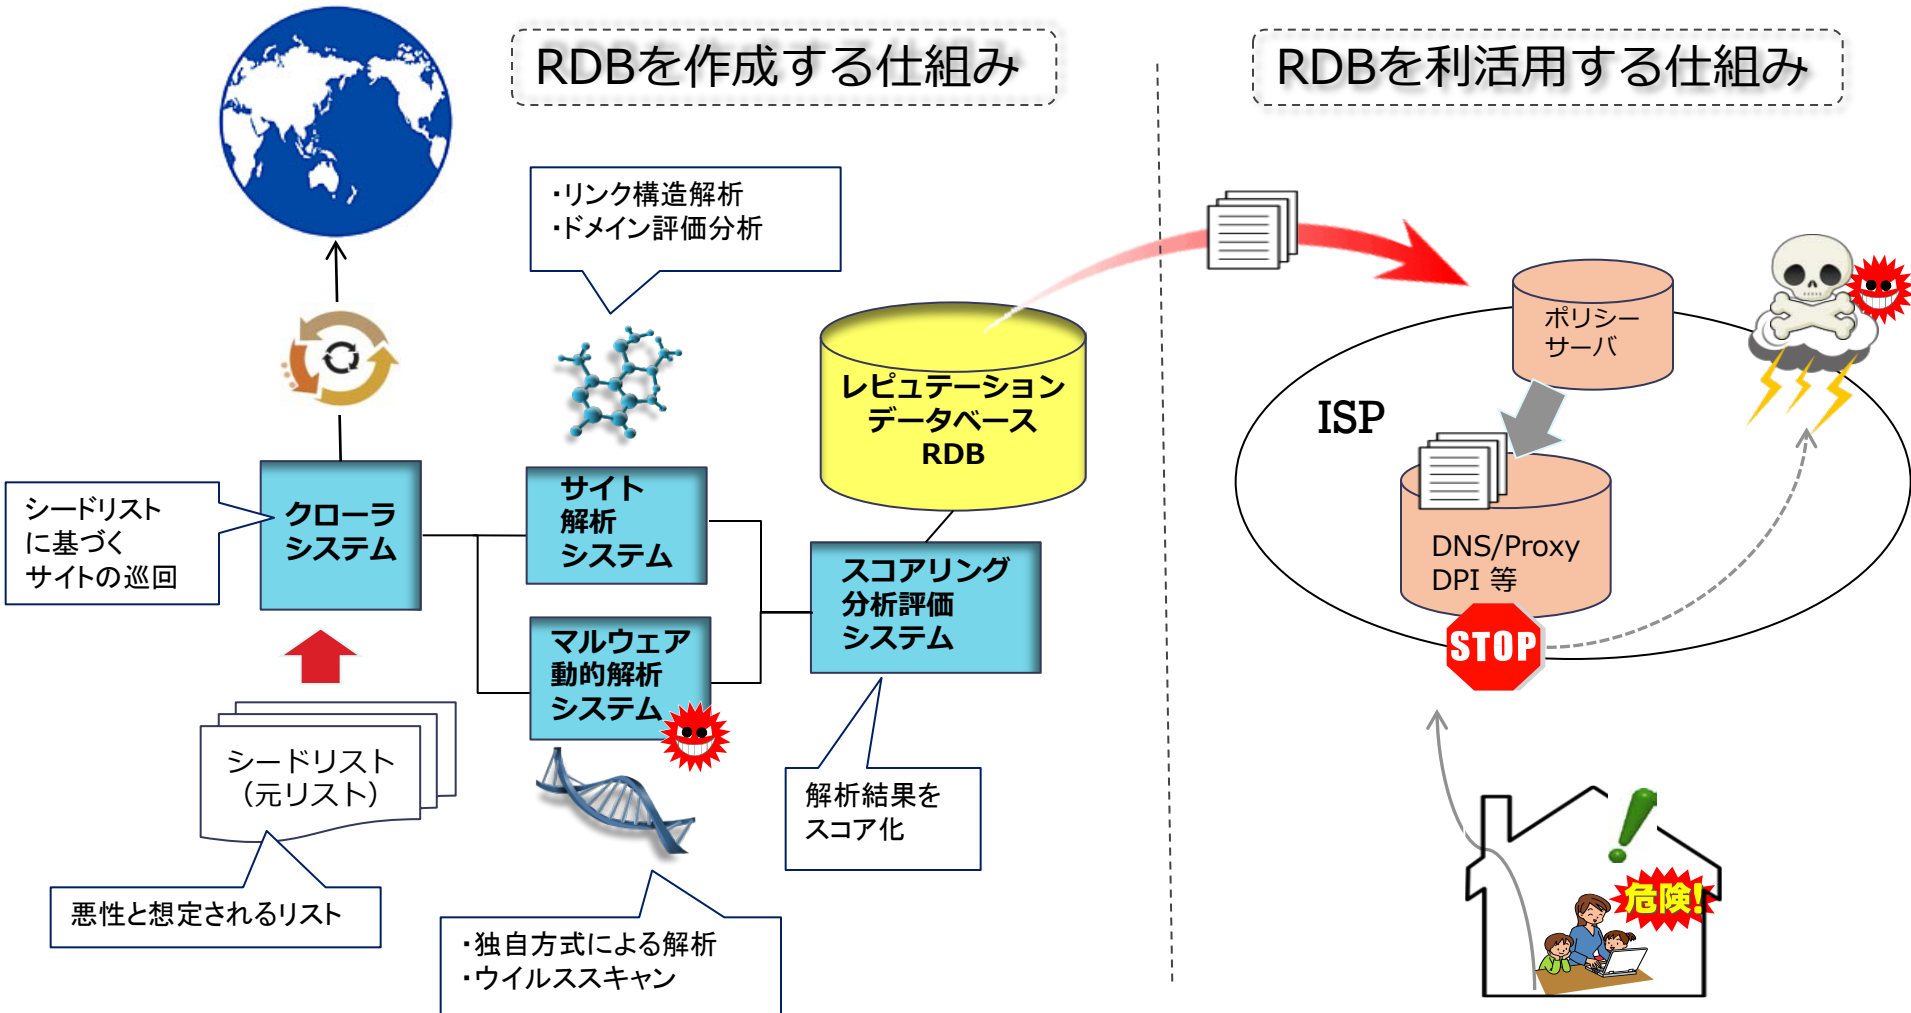 RDBを作成する仕組み
RDBを利活用する仕組み
・リンク構造解析
・ドメイン評価分析
レピュテーション
データベース
RDB
シードリスト
に基づく
サイトの巡回
クローラ
システム
サイト
解析
システム
マルウェア
動的解析
システム
スコアリング
分析評価
システム
シードリスト
（元リスト）
悪性と想定されるリスト
・独自方式による解析
・ウイルススキャン
解析結果を
スコア化
ポリシー
サーバ
ISP
DNS/Proxy
DPI 等
STOP
危険!